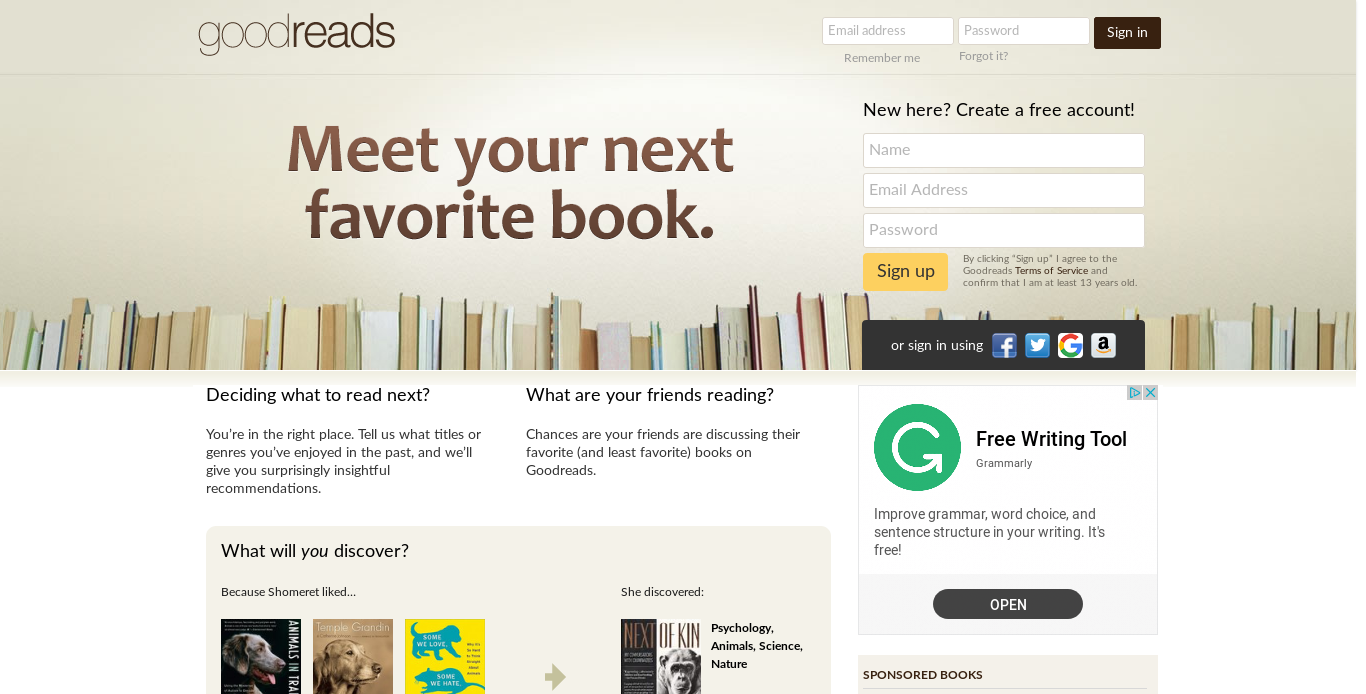 goodreads
Email address
Password
Sign in
Remember me
Forgot it?
Meet your next
favorite book.
New here? Create a free account!
Name
Email Address
Password
Sign up
By clicking “Sign up” I agree to the
Goodreads Terms of Service and
confirm that I am at least 13 years old.
or sign in using
Deciding what to read next?
You’re in the right place. Tell us what titles or
genres you’ve enjoyed in the past, and we’ll
give you surprisingly insightful
recommendations.
What are your friends reading?
Chances are your friends are discussing their
favorite (and least favorite) books on
Goodreads.
Free Writing Tool
Grammarly
Improve grammar, word choice, and
sentence structure in your writing. It's
free!
OPEN
What will you discover?
Because Shomeret liked…
ANIMALS IN TRA
Temple Grandin
SOME
WE LOVE,
SOME
WE HATE,
She discovered:
NEXT OF KIN
Psychology,
Animals, Science,
Nature
SPONSORED BOOKS